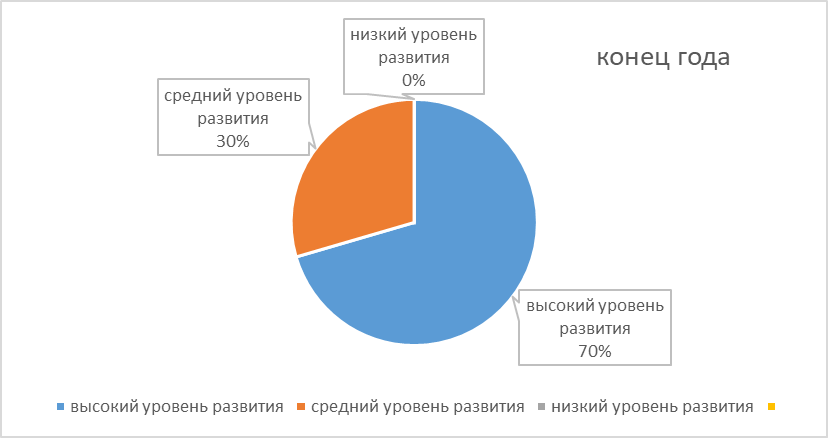 низкий уровень
развития
0%
конец года
средний уровень
развития
30%
высокий уровень
развития
70%
высокий уровень развития
средний уровень развития
низкий уровень развития